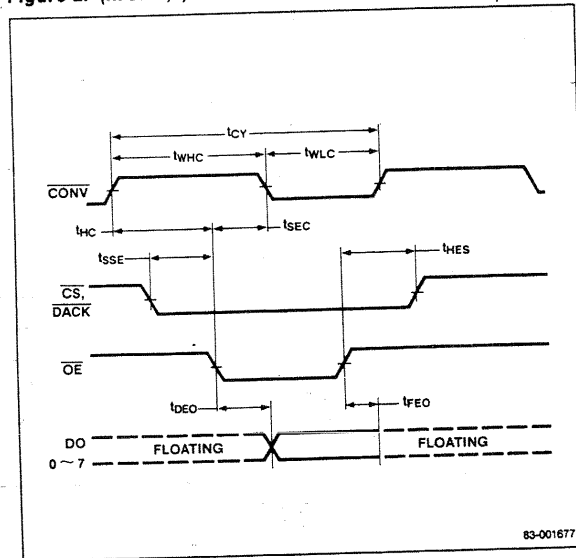 tCY
tWHC
tWLC
CONV
tHC
tSEC
tSSE
tHES
CS,
DACK
OE
tDEO
tFEO
DO
FLOATING
FLOATING
0 ~ 7
83-001677